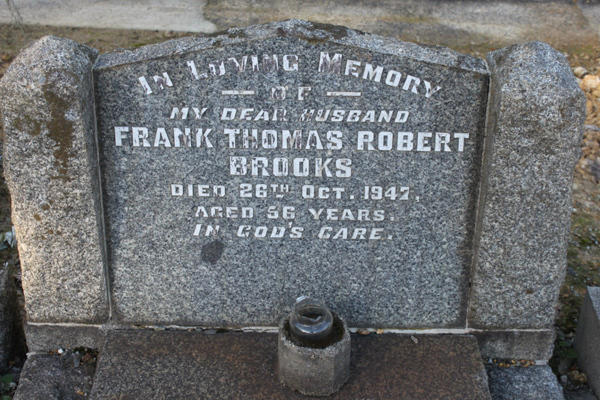 In Loving Memory
— OF —
MY DEAR HUSBAND
FRANK THOMAS ROBERT
BROOKS
DIED 26TH OCT. 1947,
AGED 56 YEARS.
IN GOD'S CARE.